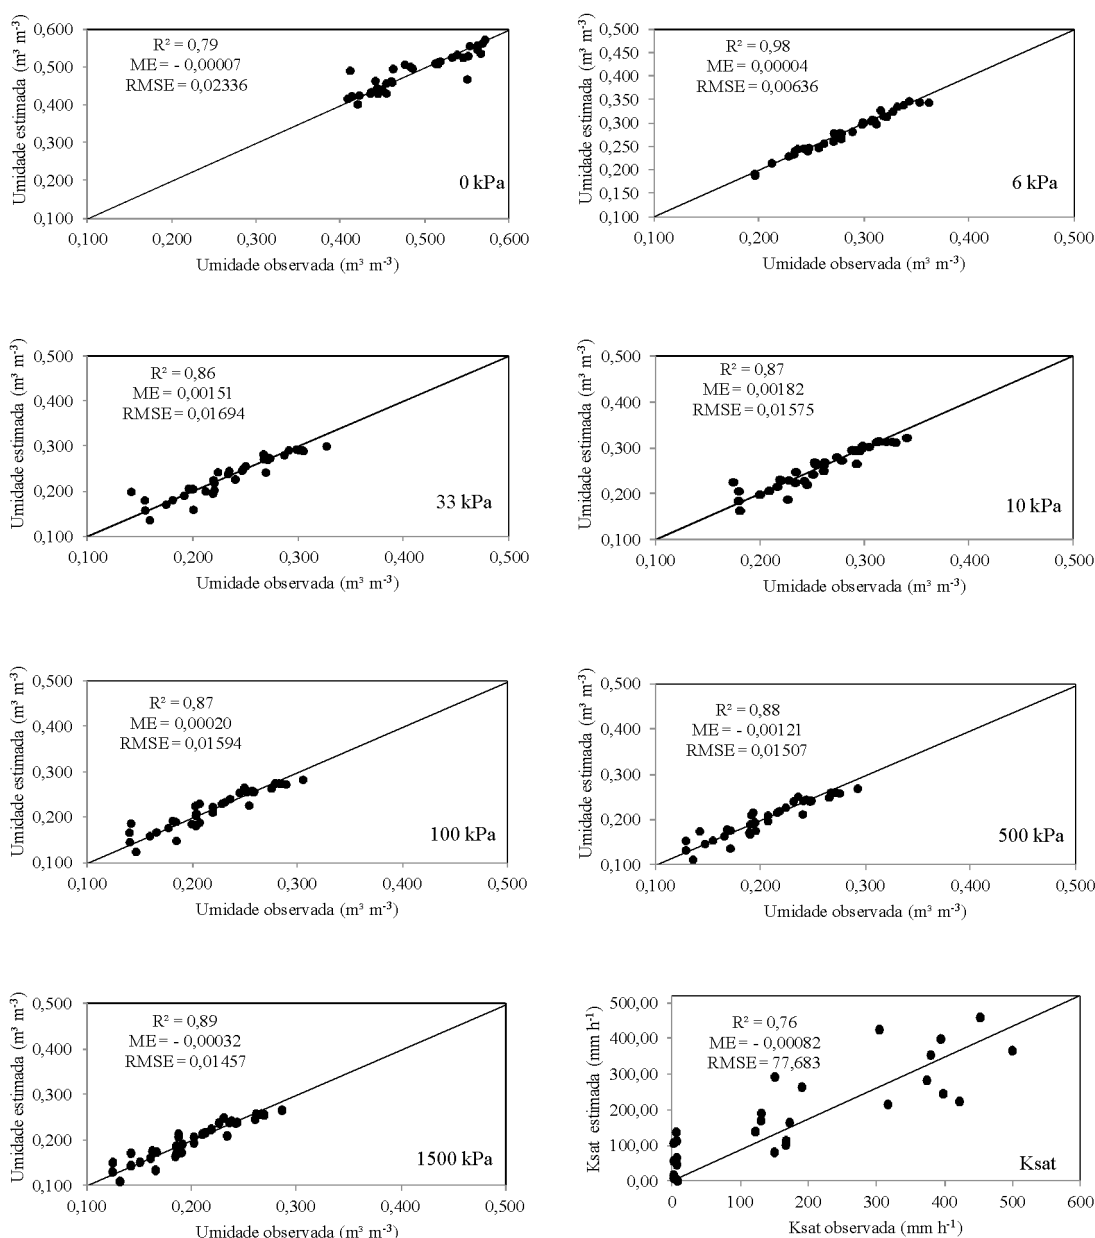 0,600
0,500
0,400
0,300
0,200
0,100
Umidade estimada (m³ m⁻³)
R² = 0,79
ME = - 0,00007
RMSE = 0,02336
0 kPa
0,100 0,200 0,300 0,400 0,500 0,600
Umidade observada (m³ m⁻³)
0,500
0,450
0,400
0,350
0,300
0,250
0,200
0,150
0,100
Umidade estimada (m³ m⁻³)
R² = 0,98
ME = 0,00004
RMSE = 0,00636
6 kPa
0,100 0,200 0,300 0,400 0,500
Umidade observada (m³ m⁻³)
0,500
0,400
0,300
0,200
0,100
Umidade estimada (m³ m⁻³)
R² = 0,86
ME = 0,00151
RMSE = 0,01694
33 kPa
0,100 0,200 0,300 0,400 0,500
Umidade observada (m³ m⁻³)
0,500
0,400
0,300
0,200
0,100
Umidade estimada (m³ m⁻³)
R² = 0,87
ME = 0,00182
RMSE = 0,01575
10 kPa
0,100 0,200 0,300 0,400 0,500
Umidade observada (m³ m⁻³)
0,500
0,400
0,300
0,200
0,100
Umidade estimada (m³ m⁻³)
R² = 0,87
ME = 0,00020
RMSE = 0,01594
100 kPa
0,100 0,200 0,300 0,400 0,500
Umidade observada (m³ m⁻³)
0,500
0,400
0,300
0,200
0,100
Umidade estimada (m³ m⁻³)
R² = 0,88
ME = - 0,00121
RMSE = 0,01507
500 kPa
0,100 0,200 0,300 0,400 0,500
Umidade observada (m³ m⁻³)
0,500
0,400
0,300
0,200
0,100
Umidade estimada (m³ m⁻³)
R² = 0,89
ME = - 0,00032
RMSE = 0,01457
1500 kPa
0,100 0,200 0,300 0,400 0,500
Umidade observada (m³ m⁻³)
500,00
400,00
300,00
200,00
100,00
0,00
Ksat estimada (mm h⁻¹)
R² = 0,76
ME = - 0,00082
RMSE = 77,683
Ksat
0 100 200 300 400 500 600
Ksat observada (mm h⁻¹)